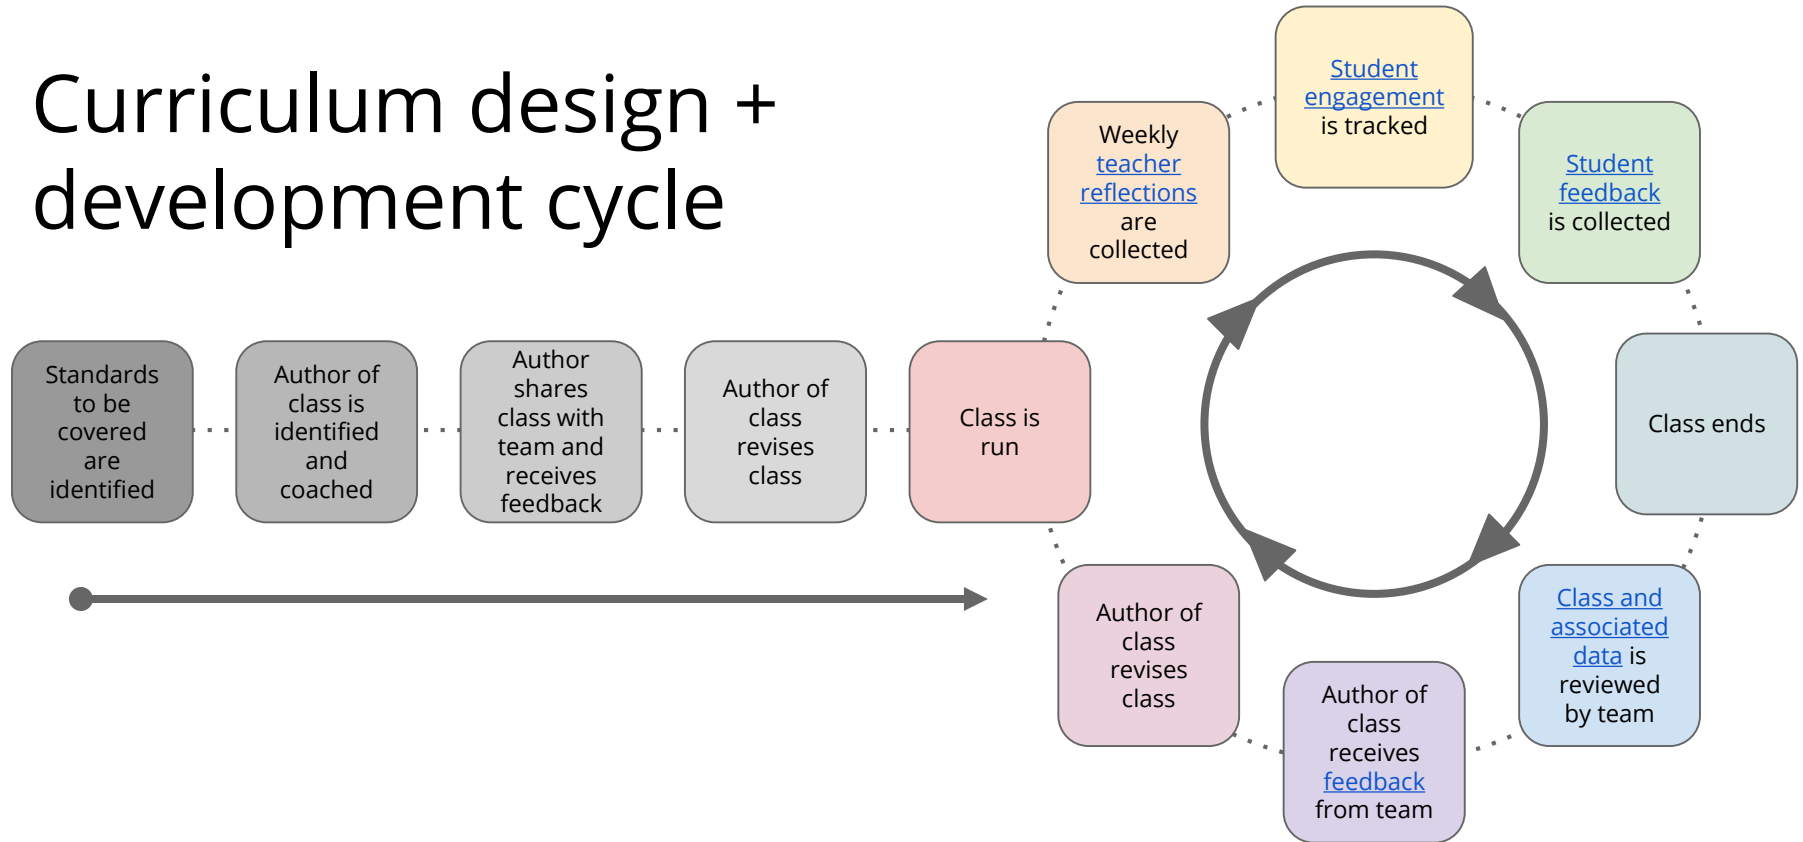 Curriculum design +
development cycle
Standards
to be
covered
are
identified
Author of
class is
identified
and
coached
Author
shares
class with
team and
receives
feedback
Author of
class
revises
class
Class is
run
Weekly
teacher
reflections
are
collected
Student
engagement
is tracked
Student
feedback
is collected
Class ends
Class and
associated
data is
reviewed
by team
Author of
class
receives
feedback
from team
Author of
class
revises
class